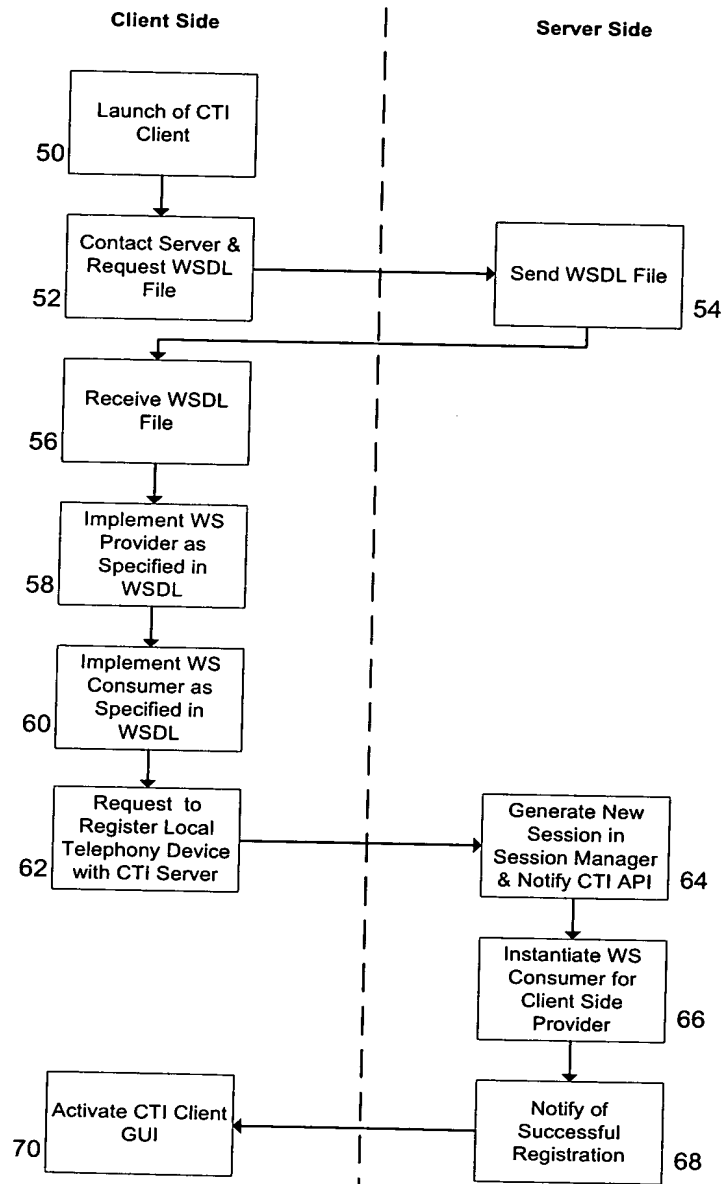 Client Side
Server Side
Launch of CTI
Client
50
Contact Server &
Request WSDL
File
52
Send WSDL File
54
Receive WSDL
File
56
Implement WS
Provider as
Specified in
WSDL
58
Implement WS
Consumer as
Specified in
WSDL
60
Request to
Register Local
Telephony Device
with CTI Server
62
Generate New
Session in
Session Manager
& Notify CTI API
64
Instantiate WS
Consumer for
Client Side
Provider
66
Notify of
Successful
Registration
68
Activate CTI Client
GUI
70